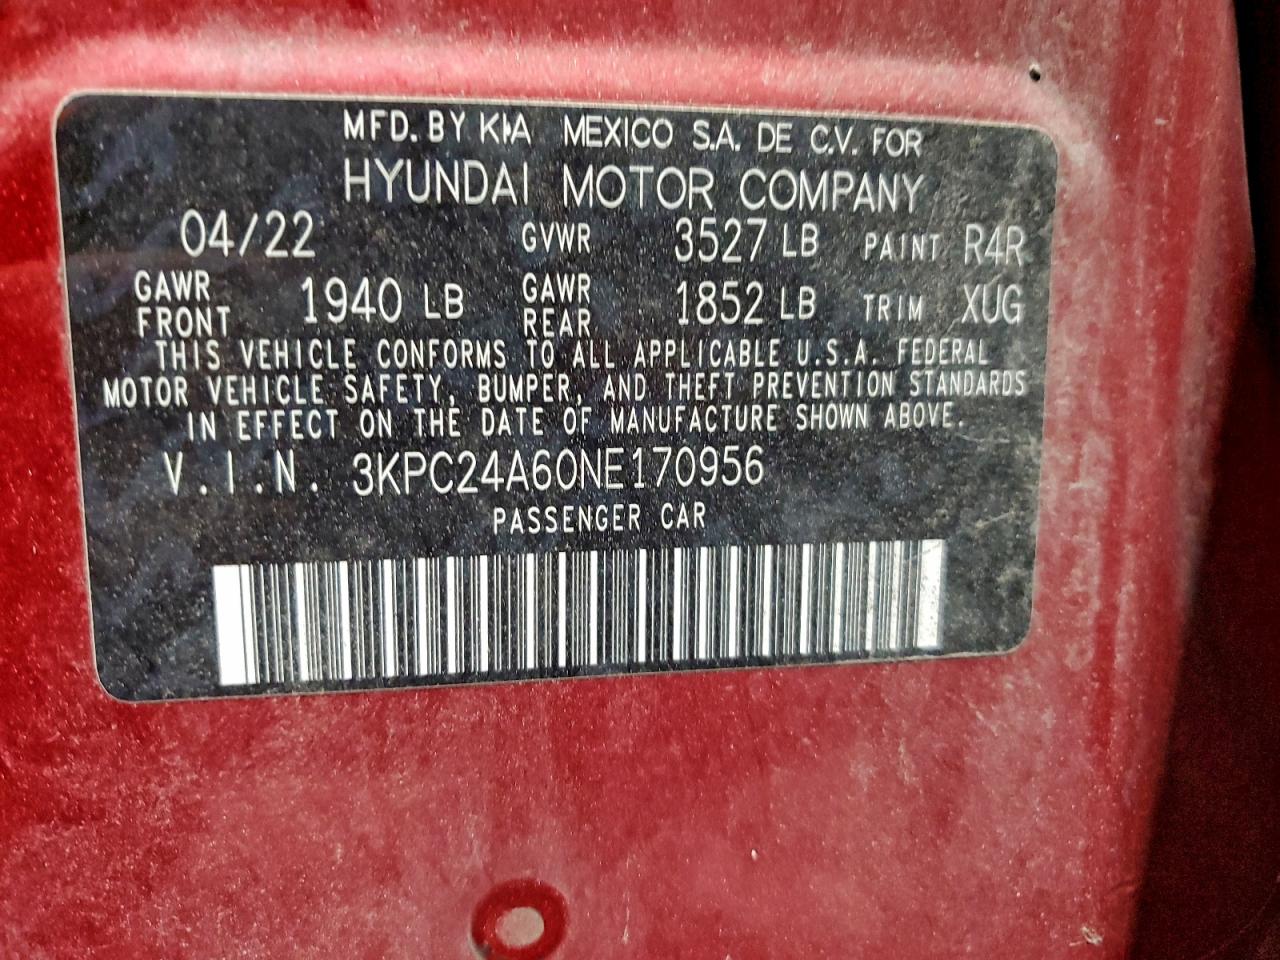 MFD. BY KIA MEXICO S.A. DE C.V. FOR
HYUNDAI MOTOR COMPANY
04/22 GVWR 3527 LB PAINT R4R
GAWR FRONT 1940 LB GAWR REAR 1852 LB TRIM XUG
THIS VEHICLE CONFORMS TO ALL APPLICABLE U.S.A. FEDERAL
MOTOR VEHICLE SAFETY, BUMPER, AND THEFT PREVENTION STANDARDS
IN EFFECT ON THE DATE OF MANUFACTURE SHOWN ABOVE.
V.I.N. 3KPC24A60NE170956
PASSENGER CAR